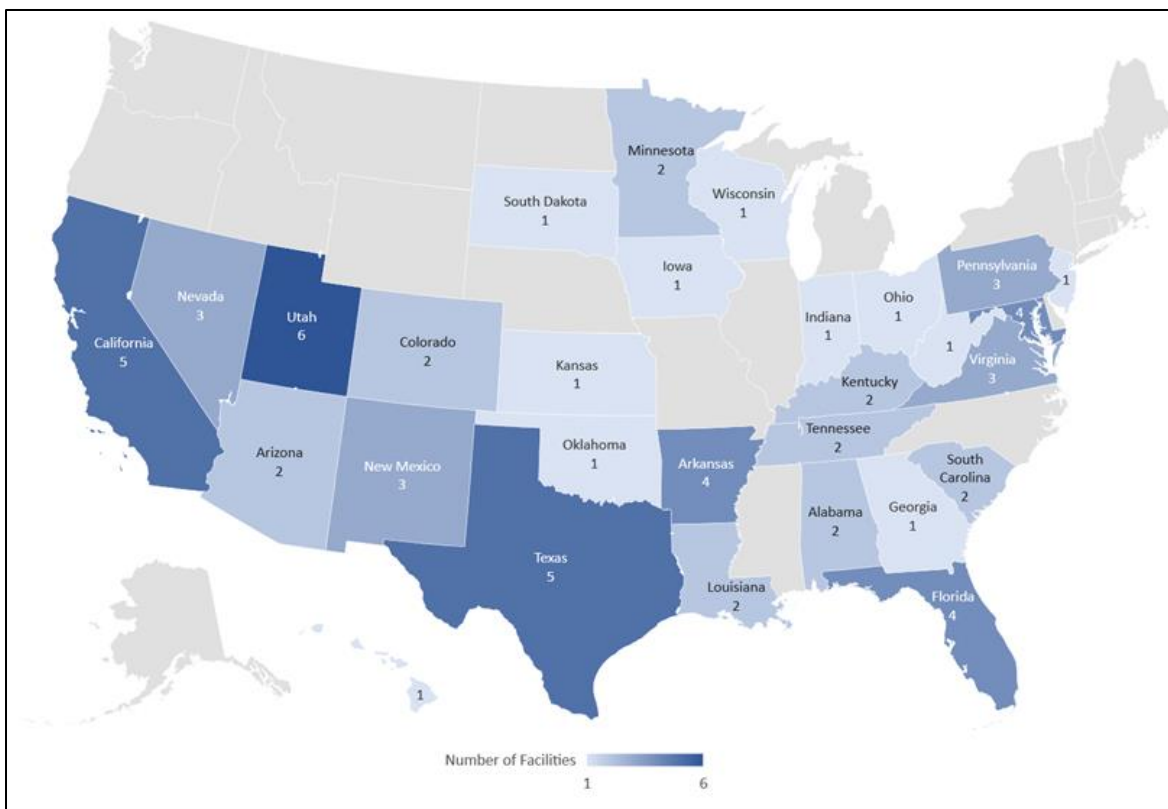 Minnesota
2
South Dakota
1
Wisconsin
1
Iowa
1
Pennsylvania
3
1
Nevada
3
Utah
6
California
5
Colorado
2
Kansas
1
Indiana
1
Ohio
1
1
4
Virginia
3
Kentucky
2
Tennessee
2
Arizona
2
New Mexico
3
Oklahoma
1
Arkansas
4
South
Carolina
2
Alabama
2
Georgia
1
Texas
5
Louisiana
2
Florida
4
1
Number of Facilities
1
6